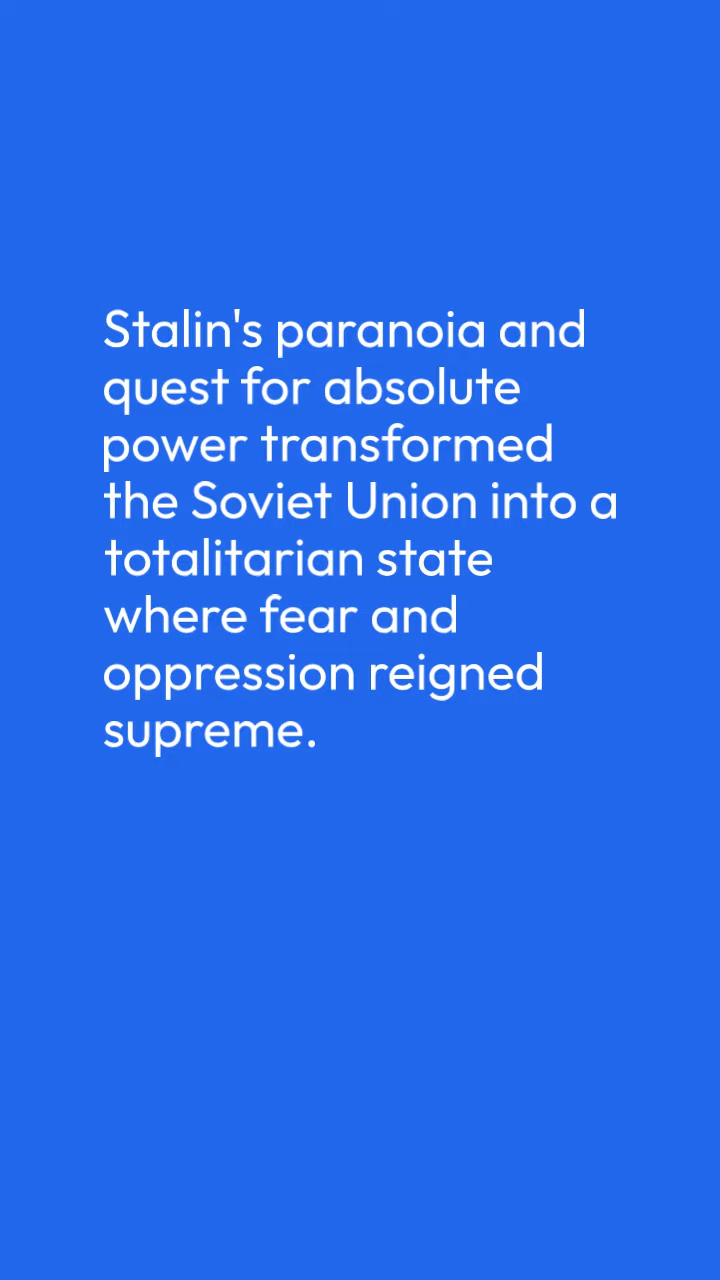 Stalin's paranoia and
quest for absolute
power transformed
the Soviet Union into a
totalitarian state
where fear and
oppression reigned
supreme.